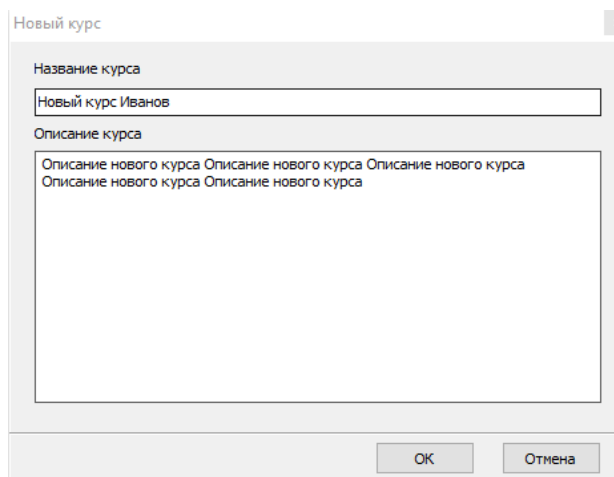 Новый курс
Название курса
Новый курс Иванов
Описание курса
Описание нового курса Описание нового курса Описание нового курса
Описание нового курса Описание нового курса
OK
Отмена